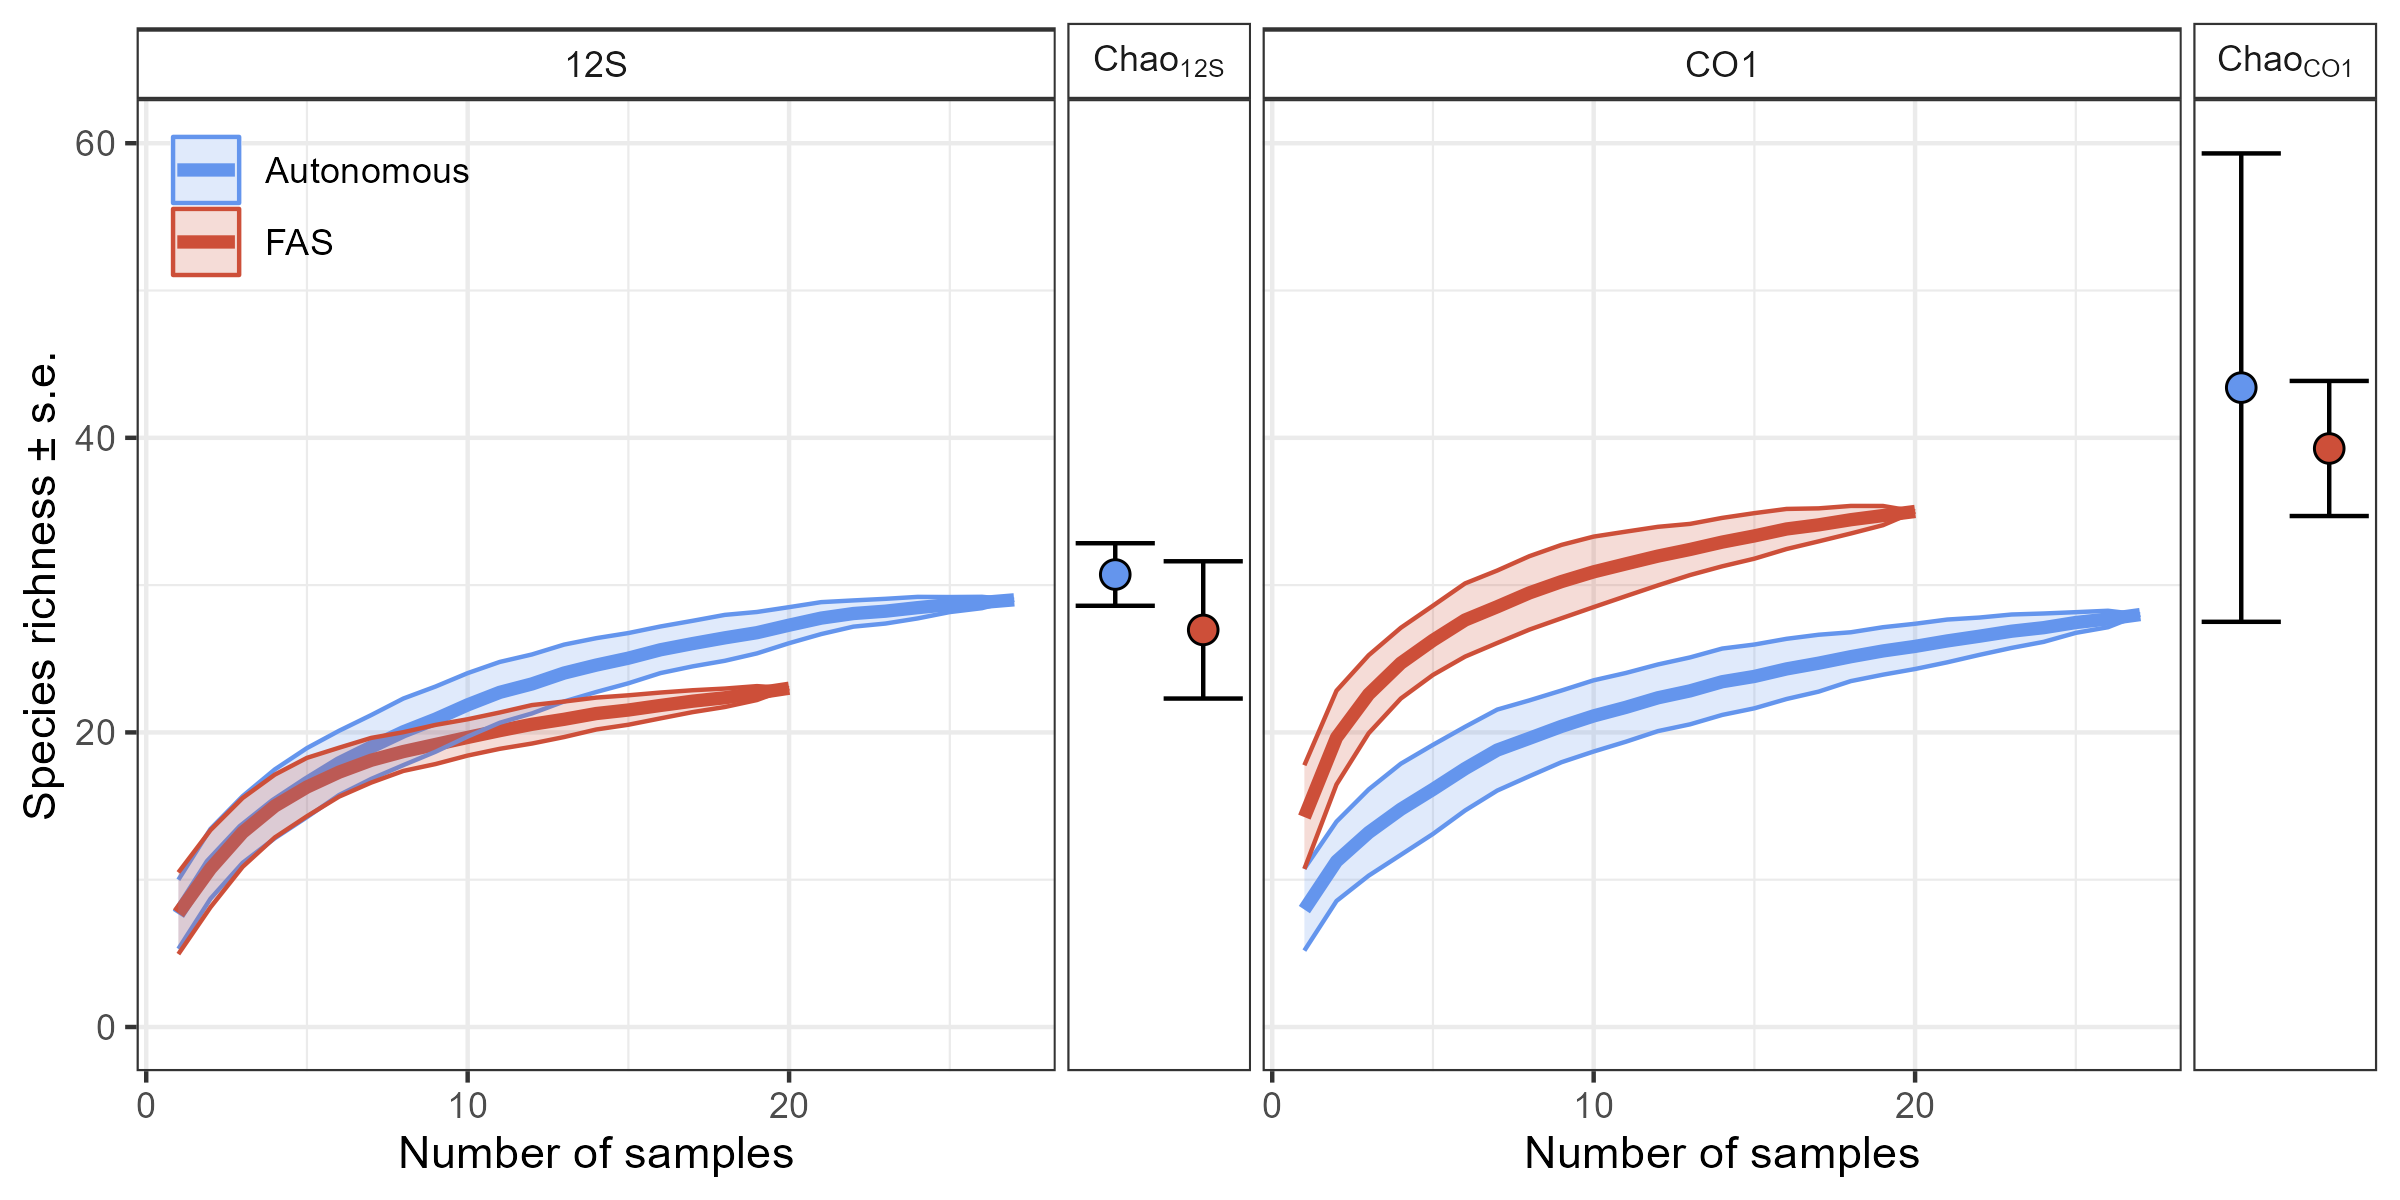 12S
Chao12S
CO1
ChaoCO1
Autonomous
FAS
Species richness ± s.e.
60
40
20
0
0 10 20
0 10 20
Number of samples
Number of samples